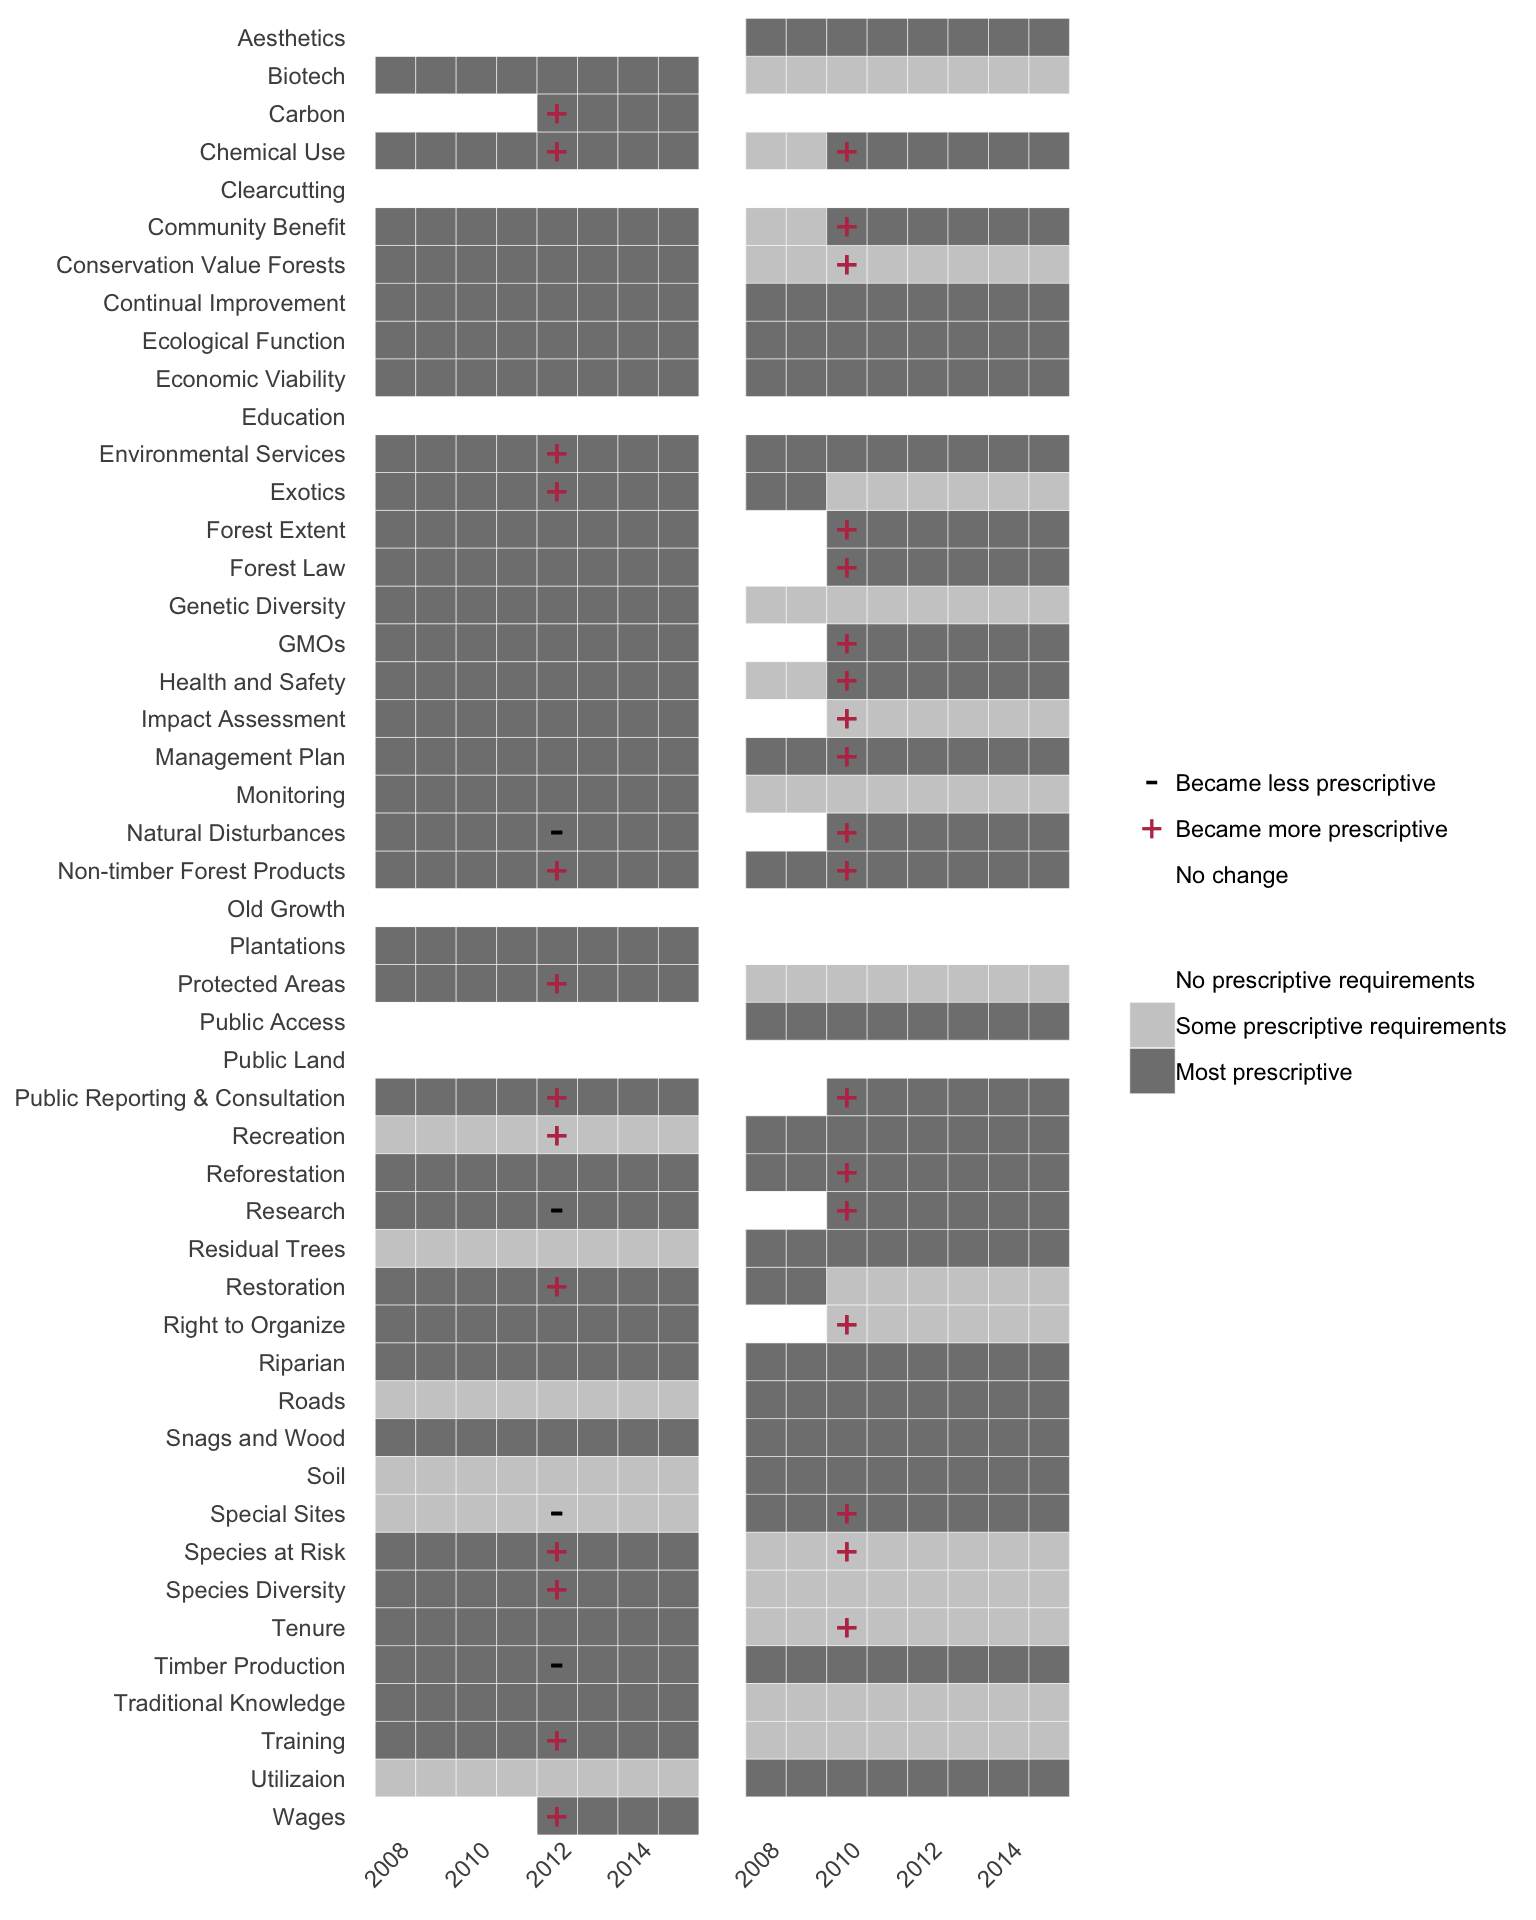 Aesthetics
Biotech
Carbon
Chemical Use
Clearcutting
Community Benefit
Conservation Value Forests
Continual Improvement
Ecological Function
Economic Viability
Education
Environmental Services
Exotics
Forest Extent
Forest Law
Genetic Diversity
GMOs
Health and Safety
Impact Assessment
Management Plan
Monitoring
Natural Disturbances
Non-timber Forest Products
Old Growth
Plantations
Protected Areas
Public Access
Public Land
Public Reporting & Consultation
Recreation
Reforestation
Research
Residual Trees
Restoration
Right to Organize
Riparian
Roads
Snags and Wood
Soil
Special Sites
Species at Risk
Species Diversity
Tenure
Timber Production
Traditional Knowledge
Training
Utilizaion
Wages
2008 2010 2012 2014 2008 2010 2012 2014
- Became less prescriptive
+ Became more prescriptive
No change
No prescriptive requirements
Some prescriptive requirements
Most prescriptive